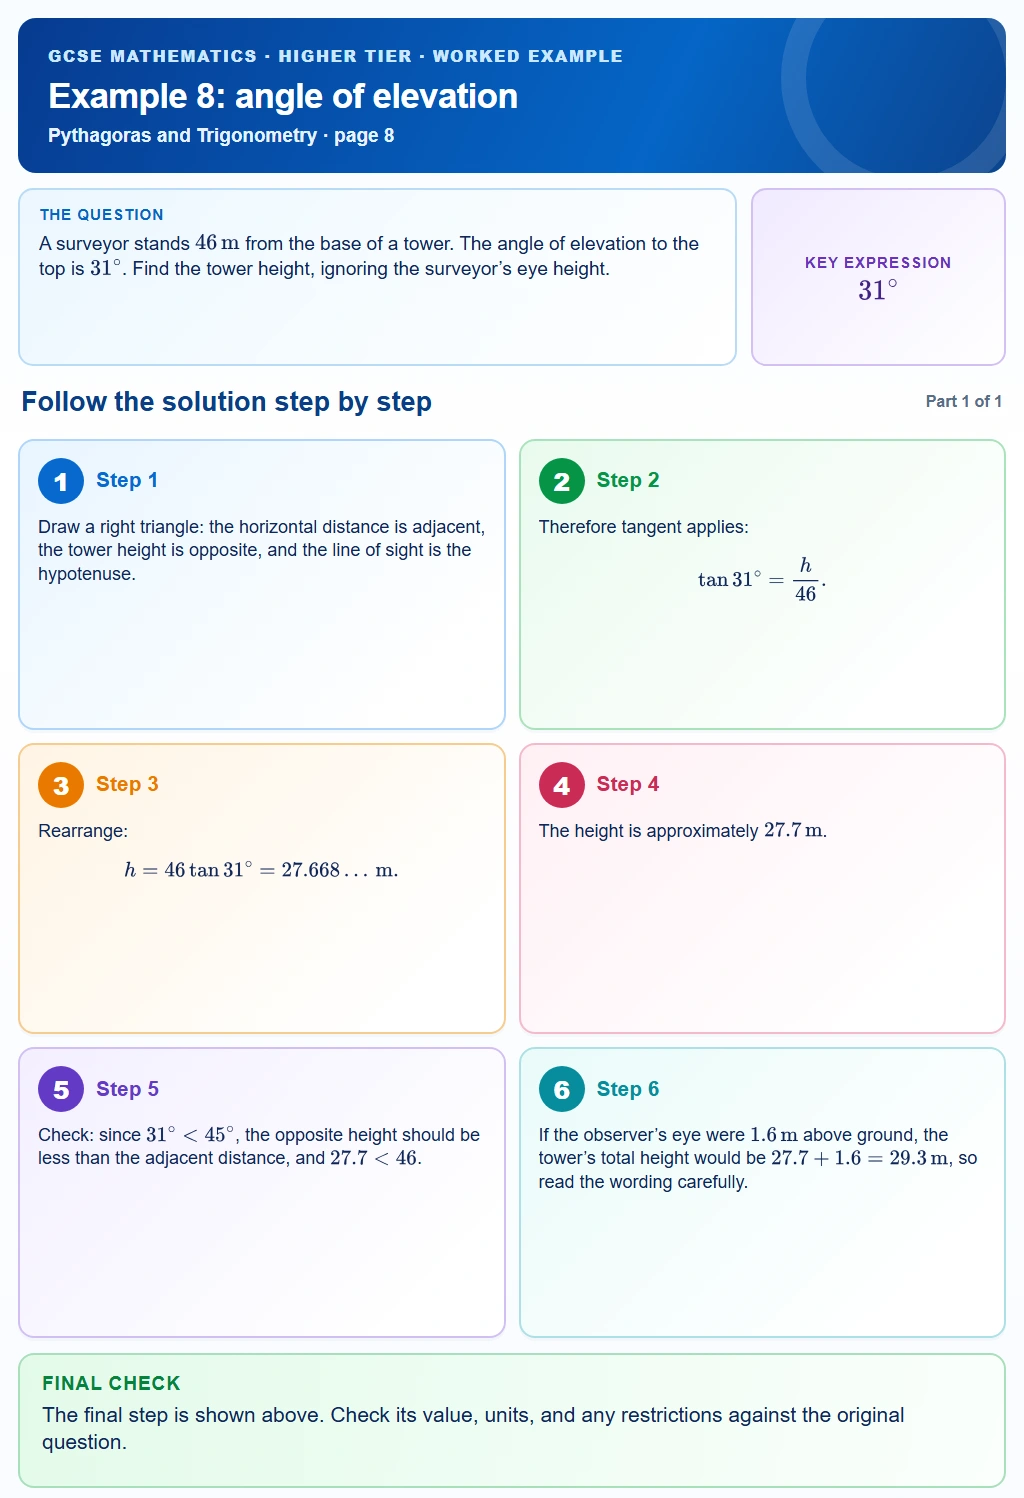 GCSE MATHEMATICS · HIGHER TIER · WORKED EXAMPLE
Example 8: angle of elevation
Pythagoras and Trigonometry · page 8
THE QUESTION
A surveyor stands 46 m from the base of a tower. The angle of elevation to the
top is 31°. Find the tower height, ignoring the surveyor’s eye height.
KEY EXPRESSION
31°
Follow the solution step by step
Part 1 of 1
1 Step 1
Draw a right triangle: the horizontal distance is adjacent,
the tower height is opposite, and the line of sight is the
hypotenuse.
2 Step 2
Therefore tangent applies:
tan 31° = h/46.
3 Step 3
Rearrange:
h = 46 tan 31° = 27.668… m.
4 Step 4
The height is approximately 27.7 m.
5 Step 5
Check: since 31° < 45°, the opposite height should be
less than the adjacent distance, and 27.7 < 46.
6 Step 6
If the observer’s eye were 1.6 m above ground, the
tower’s total height would be 27.7 + 1.6 = 29.3 m, so
read the wording carefully.
FINAL CHECK
The final step is shown above. Check its value, units, and any restrictions against the original
question.